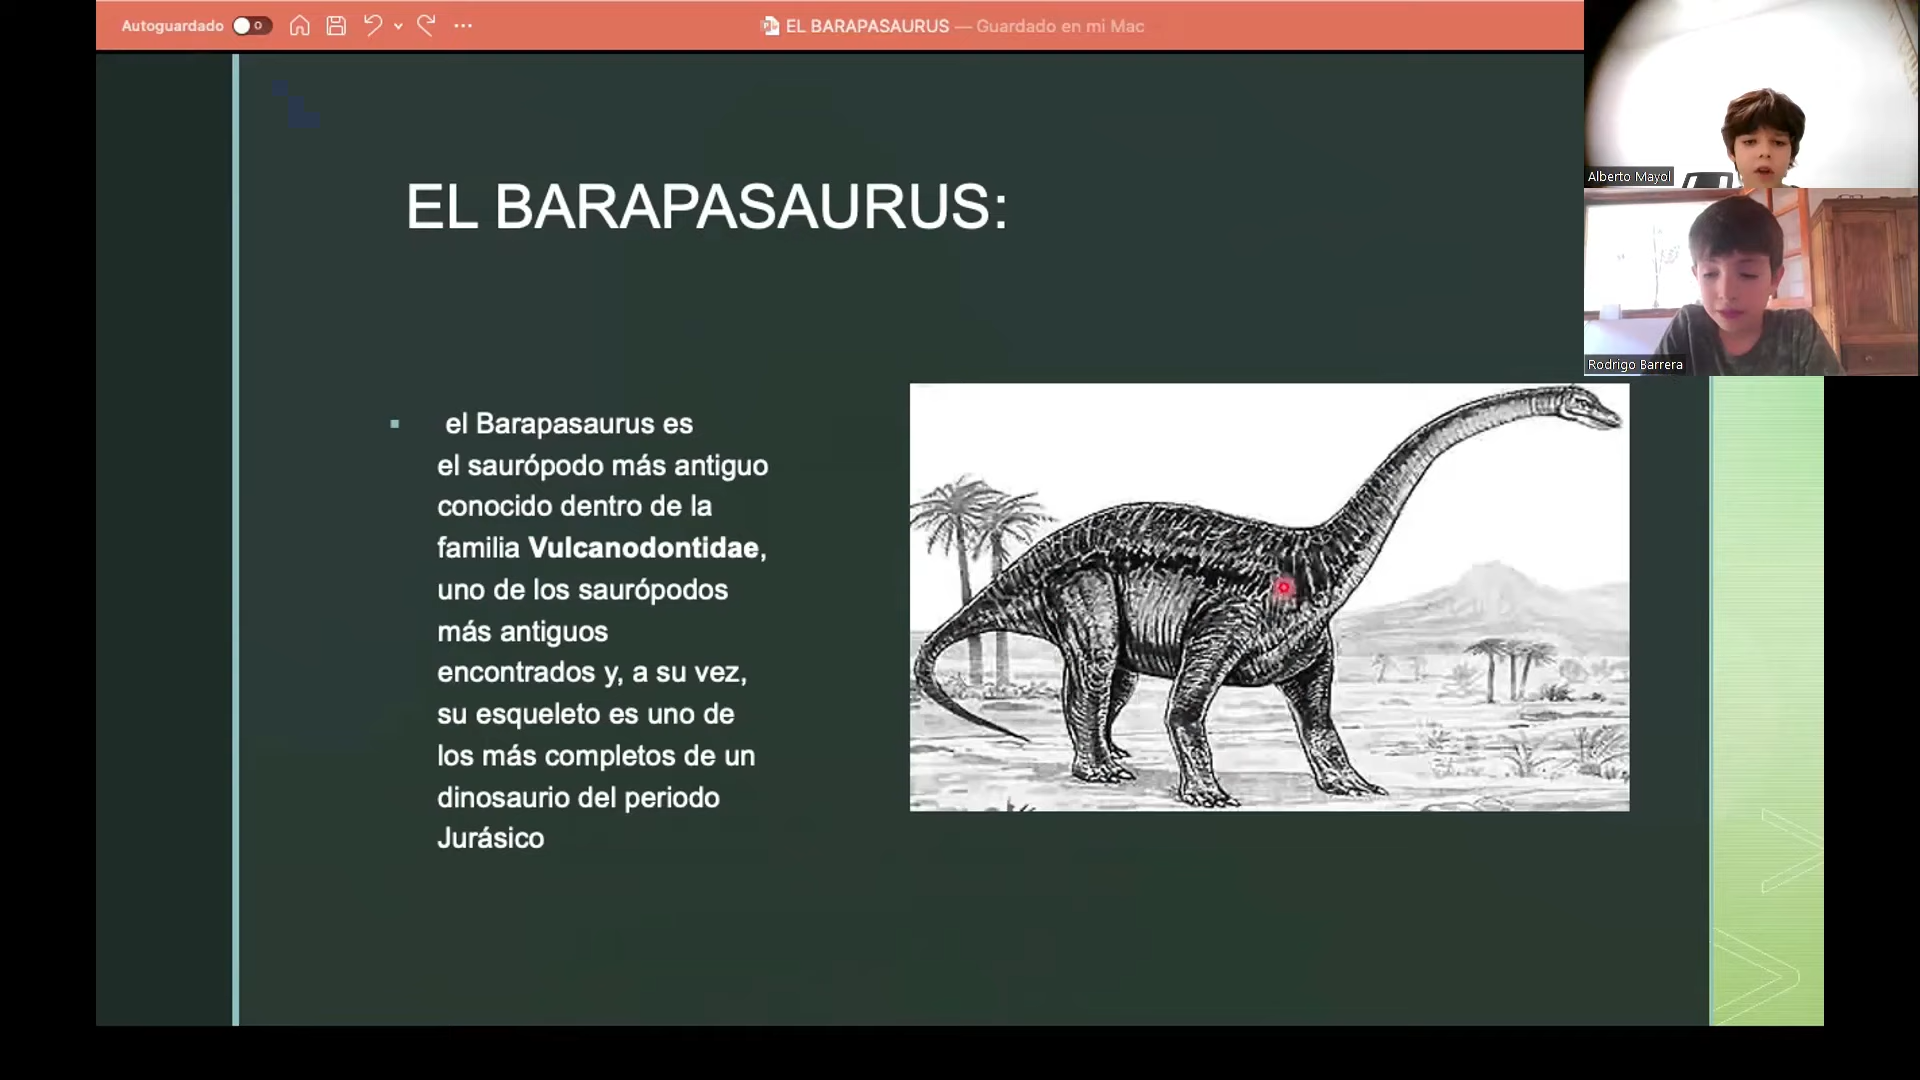 Autoguardado
EL BARAPASAURUS — Guardado en mi Mac
Alberto Mayol
Rodrigo Barrera
EL BARAPASAURUS:
el Barapasaurus es
el saurópodo más antiguo
conocido dentro de la
familia Vulcanodontidae,
uno de los saurópodos
más antiguos
encontrados y, a su vez,
su esqueleto es uno de
los más completos de un
dinosaurio del periodo
Jurásico